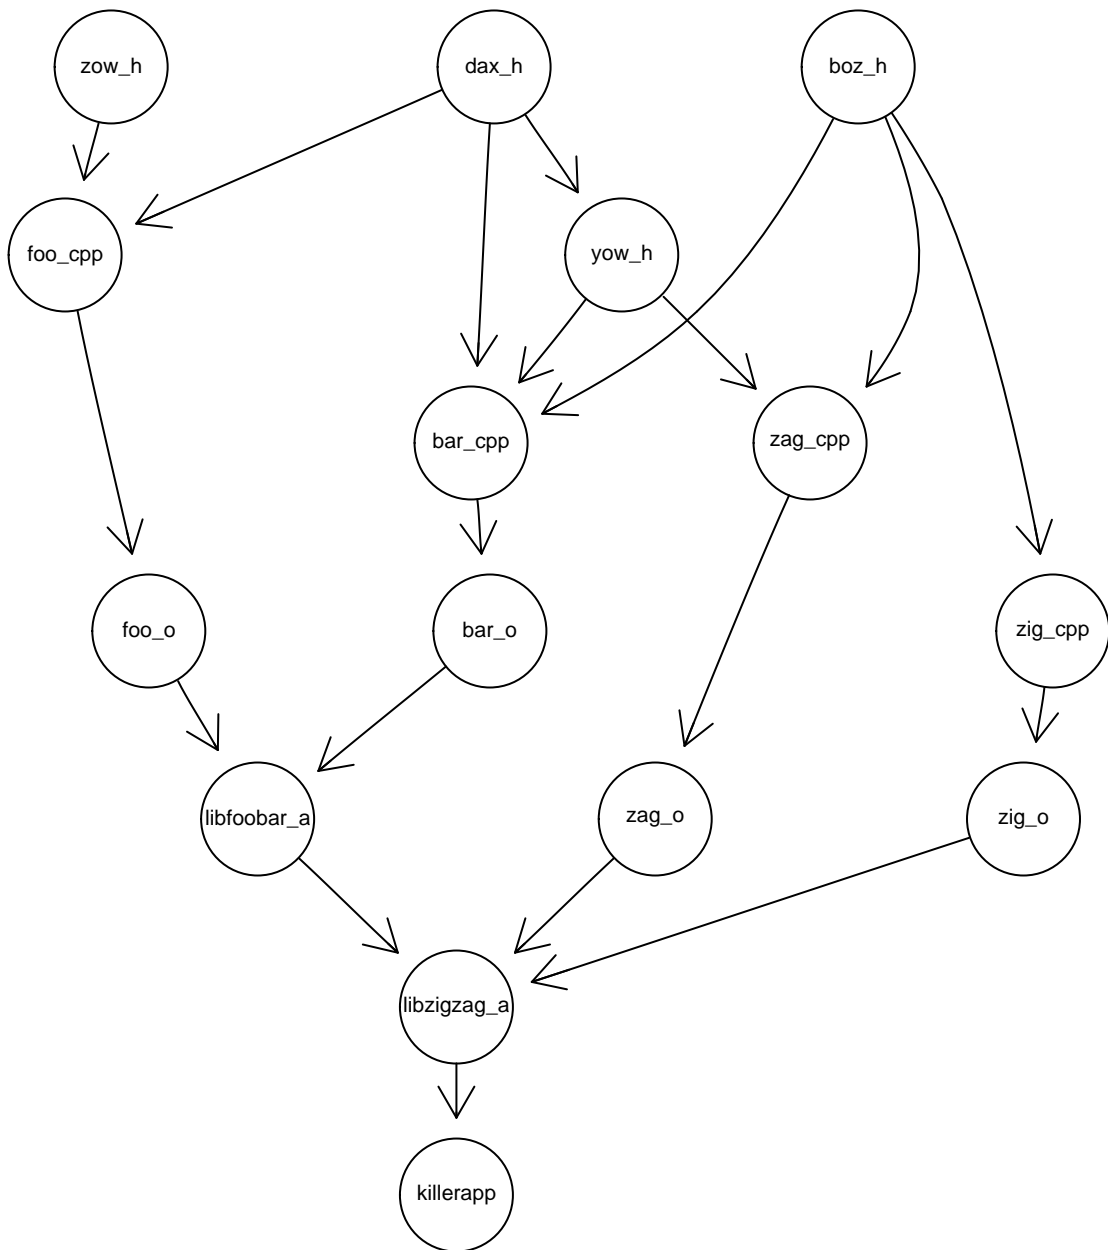 zow_h
dax_h
boz_h
foo_cpp
yow_h
bar_cpp
zag_cpp
foo_o
bar_o
zig_cpp
libfoobar_a
zag_o
zig_o
libzigzag_a
killerapp